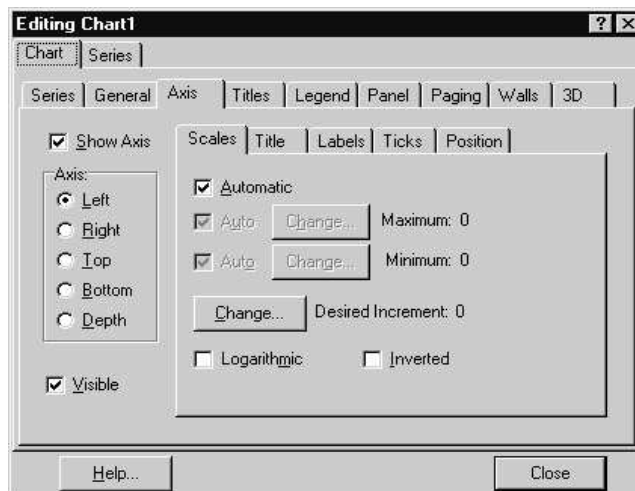 Editing Chart1
Chart Series
Series General Axis Titles Legend Panel Paging Walls 3D
Show Axis
Axis:
Left
Right
Top
Bottom
Depth
Visible
Scales Title Labels Ticks Position
Automatic
Auto Change... Maximum: 0
Auto Change... Minimum: 0
Change... Desired Increment: 0
Logarithmic Inverted
Help... Close